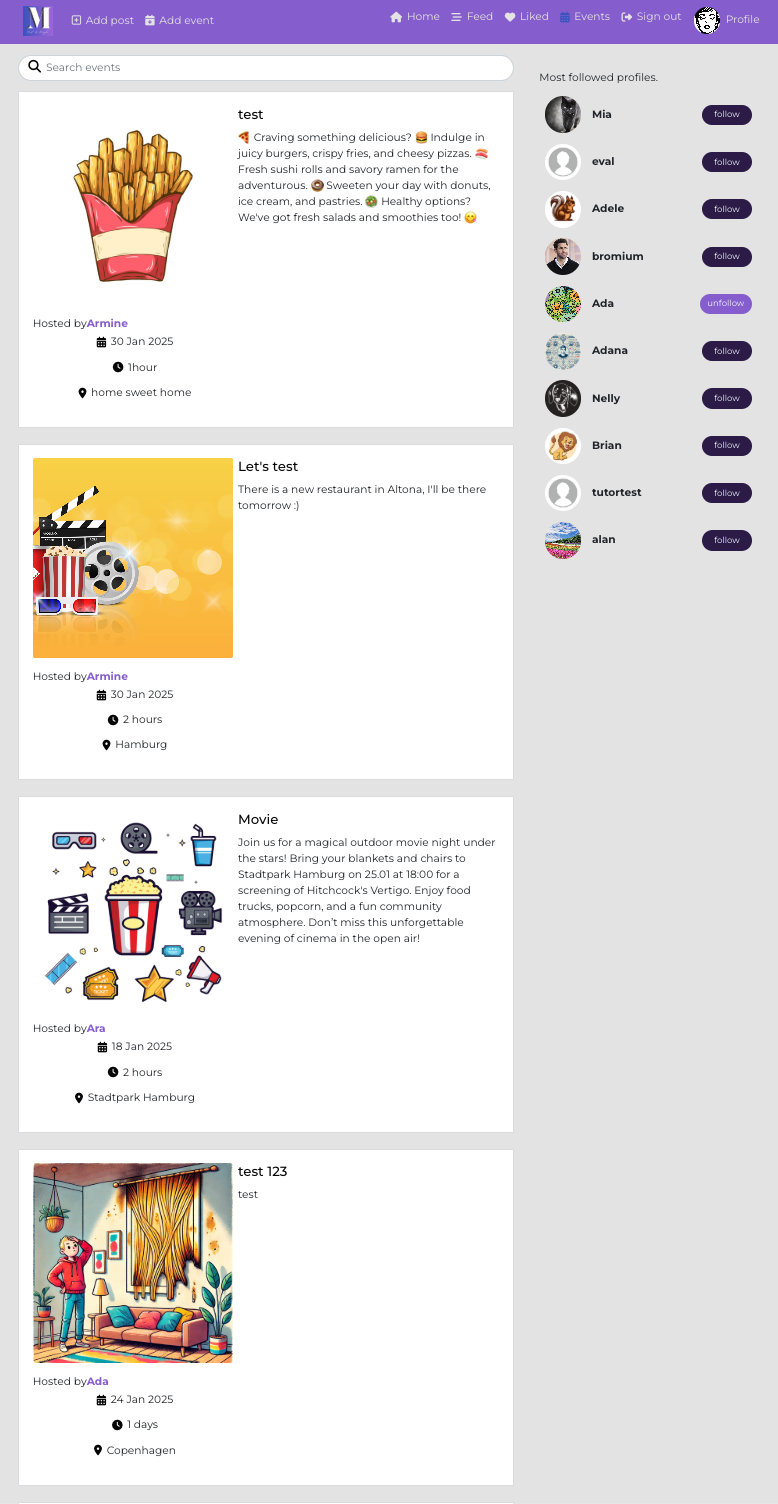 M
Add post
Add event
Home
Feed
Liked
Events
Sign out
Profile
Search events
test
🍕 Craving something delicious? 🍔 Indulge in
juicy burgers, crispy fries, and cheesy pizzas. 🍣
Fresh sushi rolls and savory ramen for the
adventurous. 🍩 Sweeten your day with donuts,
ice cream, and pastries. 🥗 Healthy options?
We've got fresh salads and smoothies too! 😋
Hosted byArmine
30 Jan 2025
1hour
home sweet home
Let's test
There is a new restaurant in Altona, I'll be there
tomorrow :)
Hosted byArmine
30 Jan 2025
2 hours
Hamburg
Movie
Join us for a magical outdoor movie night under
the stars! Bring your blankets and chairs to
Stadtpark Hamburg on 25.01 at 18:00 for a
screening of Hitchcock's Vertigo. Enjoy food
trucks, popcorn, and a fun community
atmosphere. Don’t miss this unforgettable
evening of cinema in the open air!
Hosted byAra
18 Jan 2025
2 hours
Stadtpark Hamburg
test 123
test
Hosted byAda
24 Jan 2025
1 days
Copenhagen
Most followed profiles.
Mia
follow
eval
follow
Adele
follow
bromium
follow
Ada
unfollow
Adana
follow
Nelly
follow
Brian
follow
tutortest
follow
alan
follow